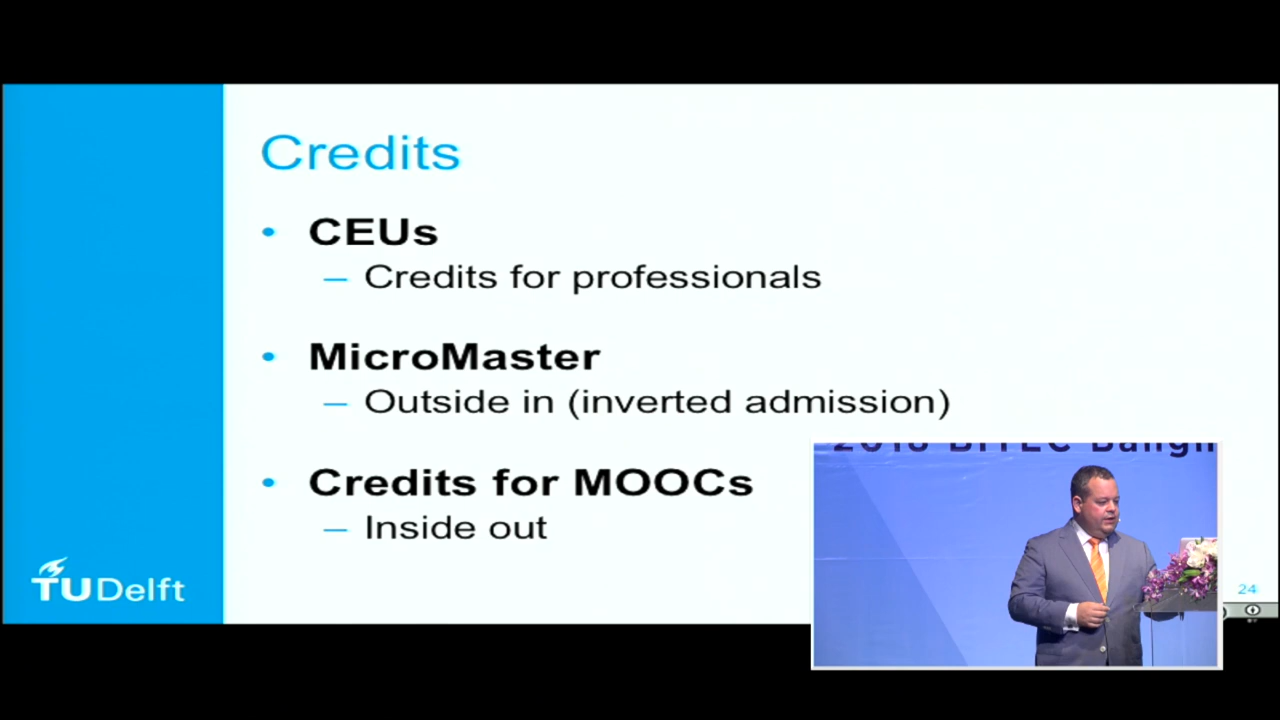 Credits
• CEUs
– Credits for professionals
• MicroMaster
– Outside in (inverted admission)
• Credits for MOOCs
– Inside out
TUDelft
24